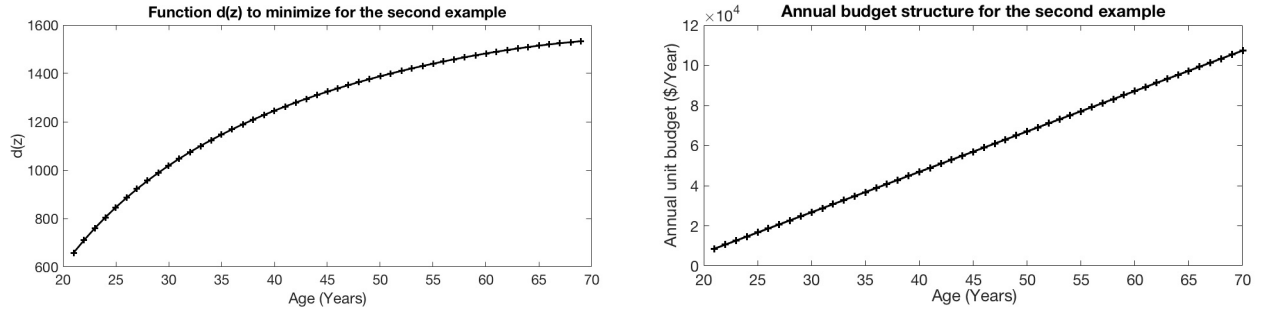 Function d(z) to minimize for the second example
1600
1400
1200
1000
800
600
d(z)
20 25 30 35 40 45 50 55 60 65 70
Age (Years)
Annual budget structure for the second example
×10⁴
12
10
8
6
4
2
0
Annual unit budget ($/Year)
20 25 30 35 40 45 50 55 60 65 70
Age (Years)